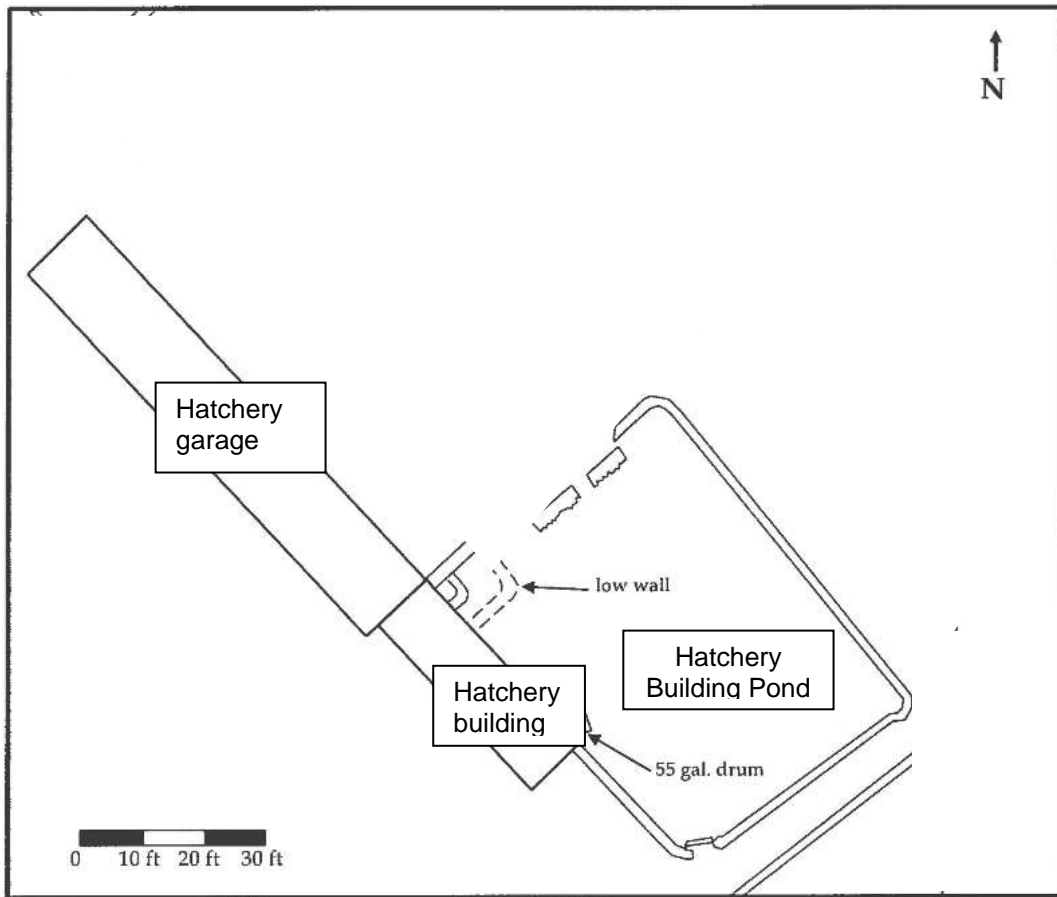 N
Hatchery
garage
low wall
Hatchery
Building Pond
Hatchery
building
55 gal. drum
0 10 ft 20 ft 30 ft